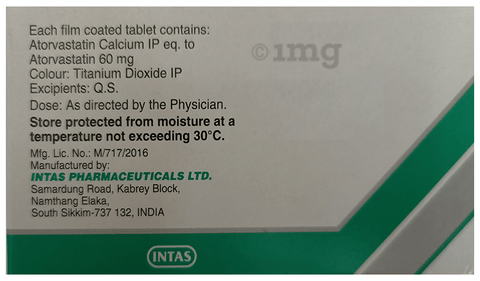 Each film coated tablet contains:
Atorvastatin Calcium IP eq. to
Atorvastatin 60 mg
Colour: Titanium Dioxide IP
Excipients: Q.S.
Dose: As directed by the Physician.
Store protected from moisture at a
temperature not exceeding 30°C.
Mfg. Lic. No.: M/717/2016
Manufactured by:
INTAS PHARMACEUTICALS LTD.
Samardung Road, Kabrey Block,
Namthang Elaka,
South Sikkim-737 132, INDIA
INTAS
©1mg